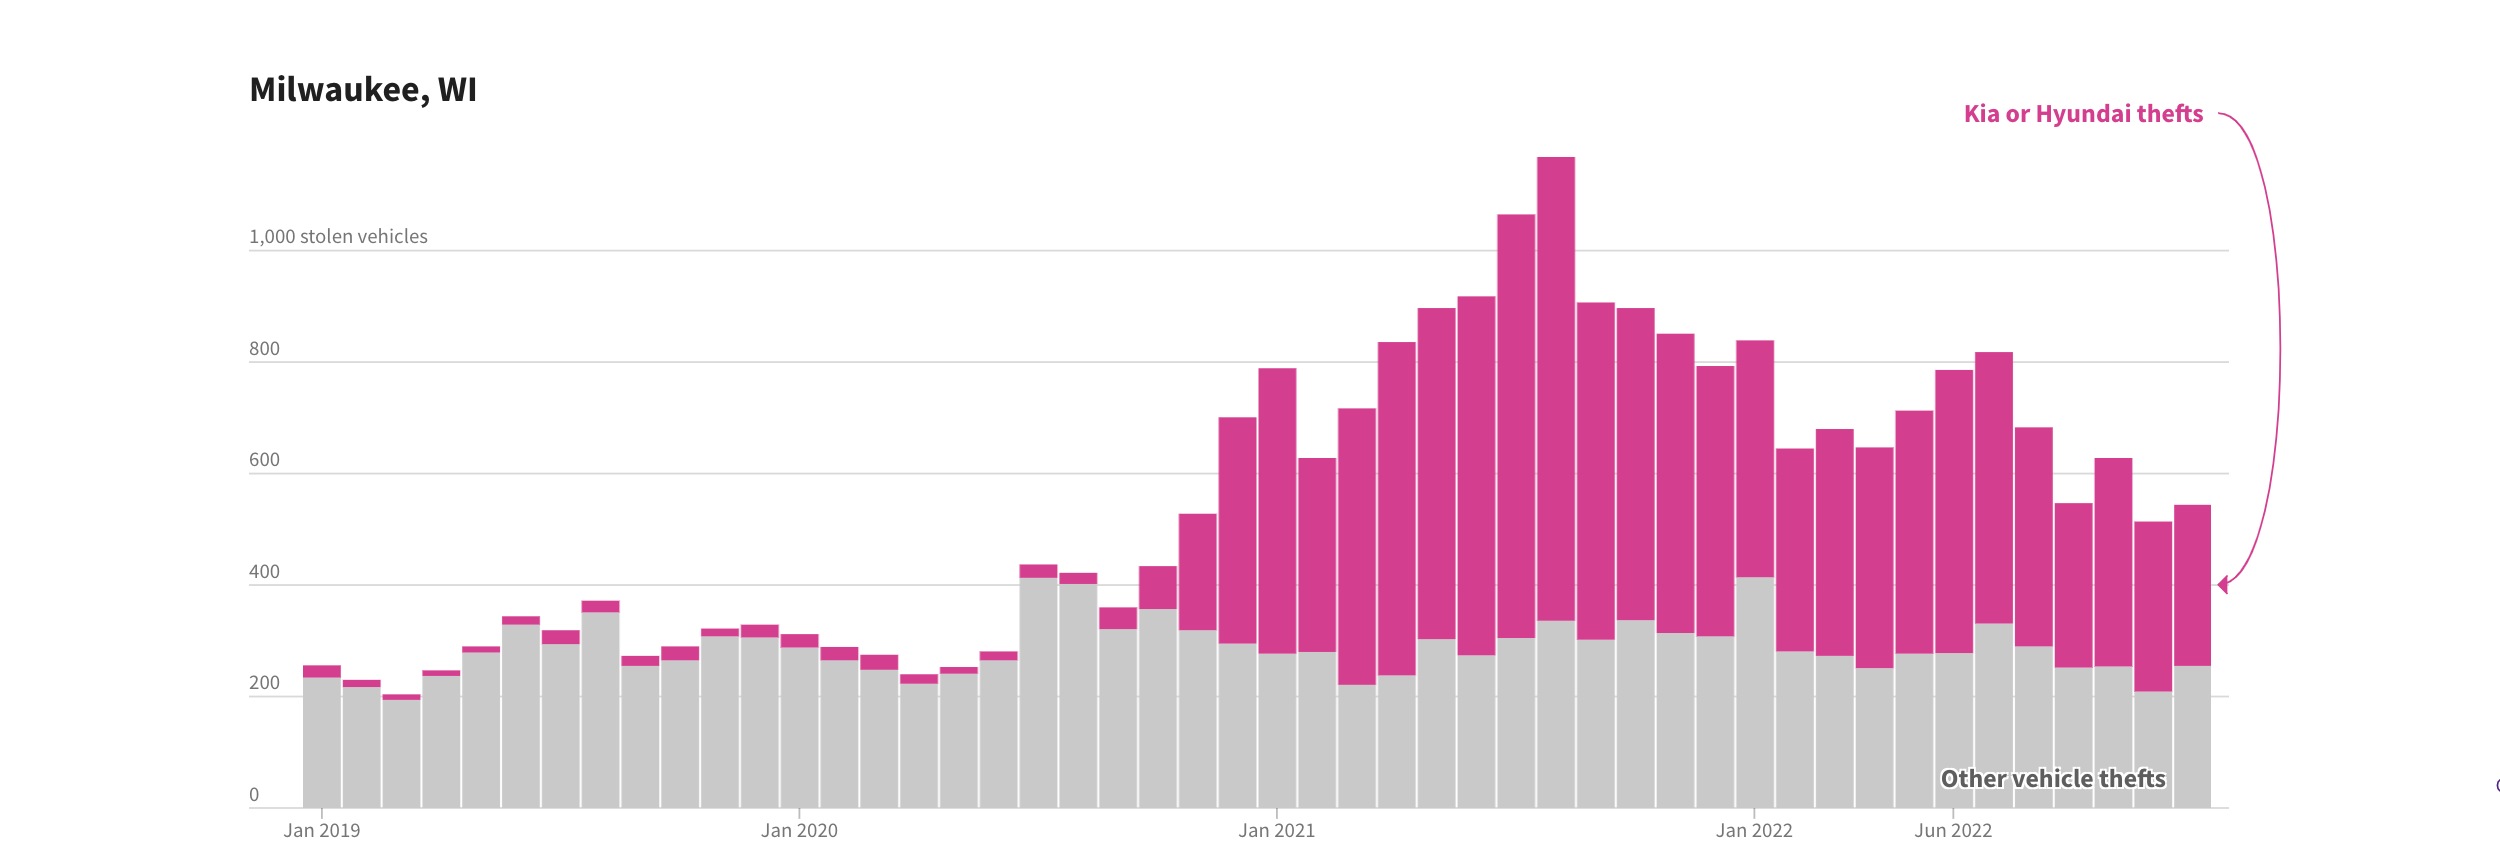 Milwaukee, WI
Kia or Hyundai thefts
1,000 stolen vehicles
800
600
400
200
Other vehicle thefts
0
Jan 2019
Jan 2020
Jan 2021
Jan 2022
Jun 2022